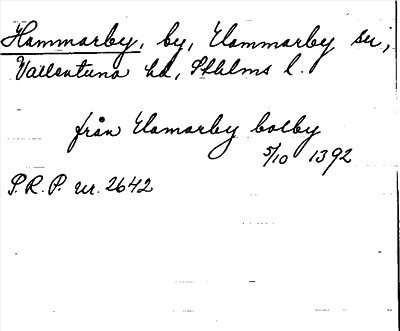 Hammarby, by, Hammarby sn,
Vallentuna hd, Sthlms l.
från Hamarby bolby
5/10 1392
P.R.P. nr. 2642